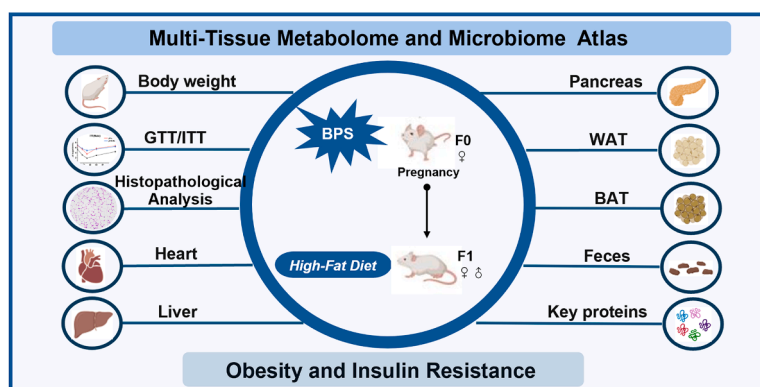 Multi-Tissue Metabolome and Microbiome Atlas
Body weight
GTT/ITT
Histopathological
Analysis
Heart
Liver
BPS
F0
♀
Pregnancy
High-Fat Diet
F1
♀ ♂
Pancreas
WAT
BAT
Feces
Key proteins
Obesity and Insulin Resistance